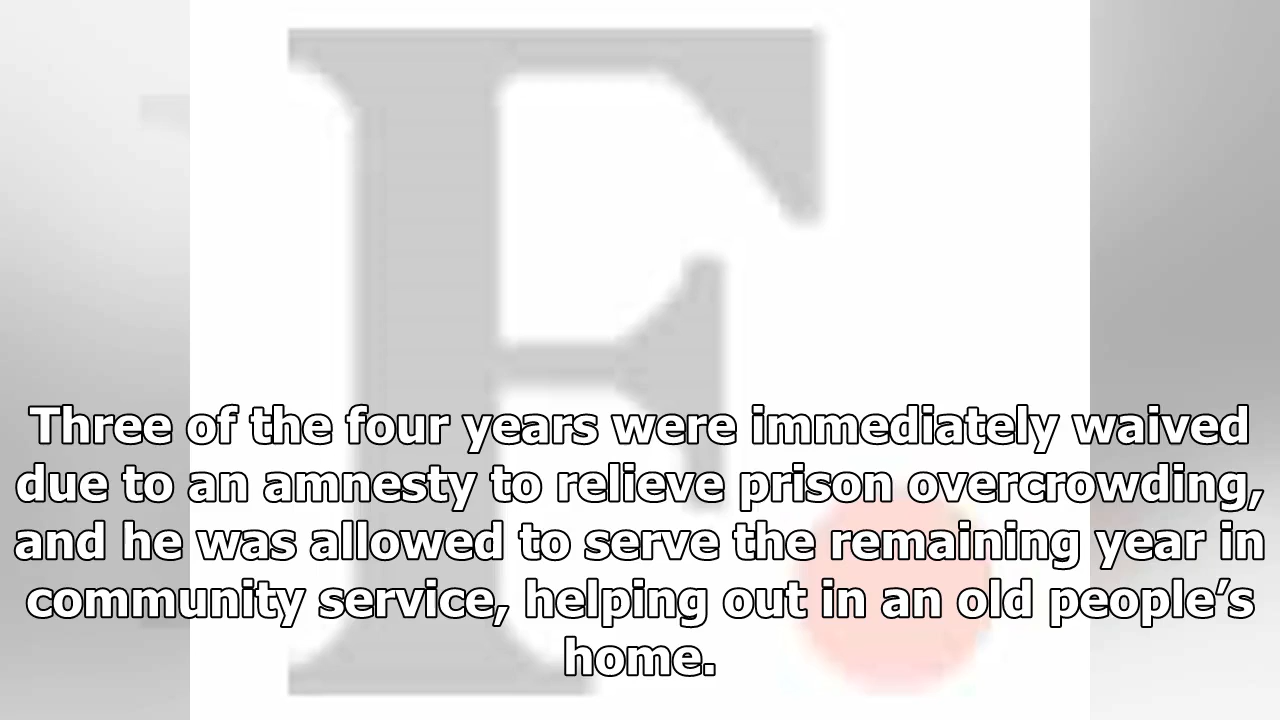 F.
Three of the four years were immediately waived
due to an amnesty to relieve prison overcrowding,
and he was allowed to serve the remaining year in
community service, helping out in an old people’s
home.